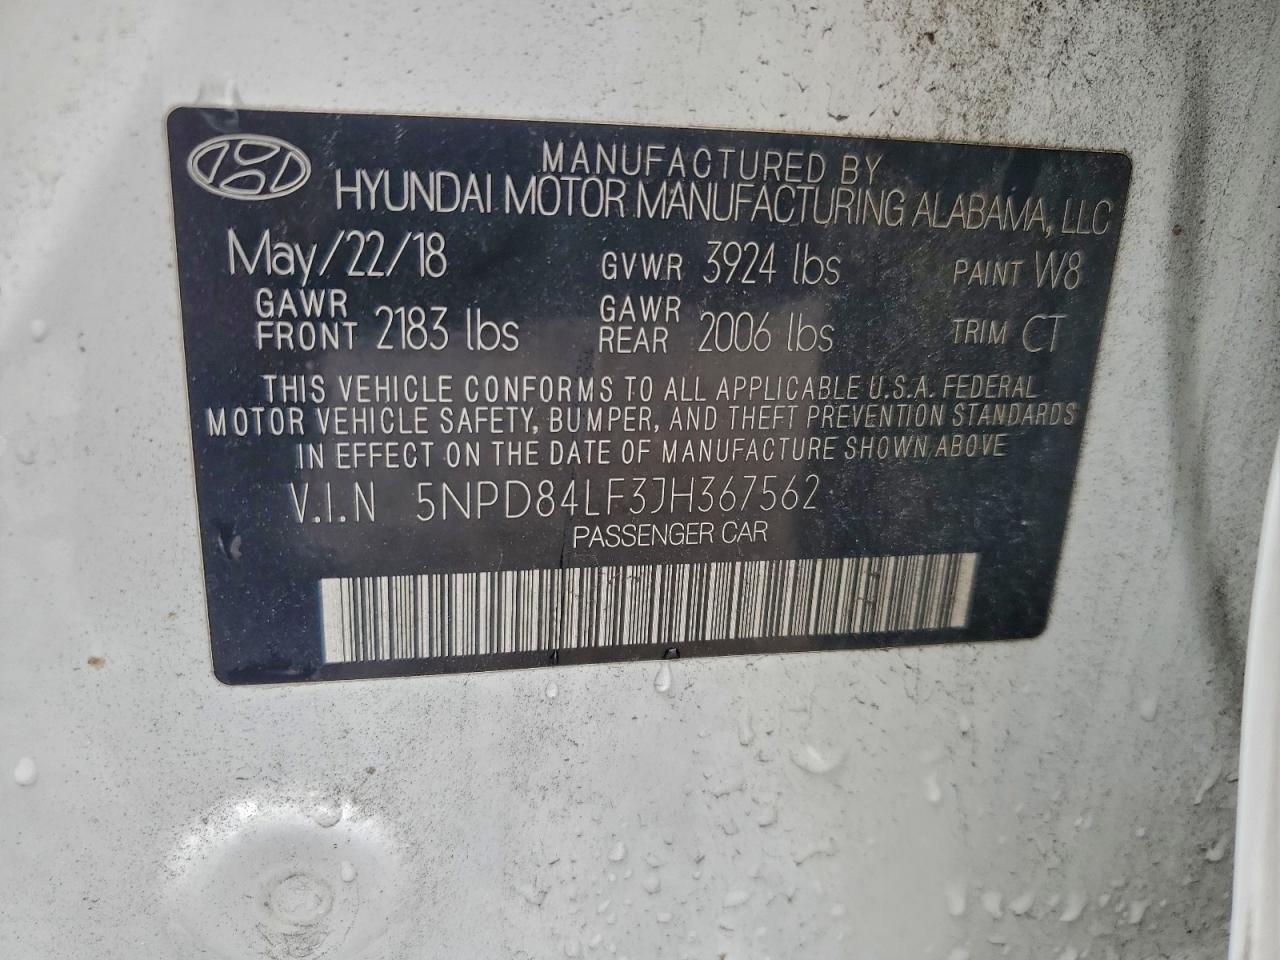 MANUFACTURED BY
HYUNDAI MOTOR MANUFACTURING ALABAMA, LLC
May/22/18 GVWR 3924 lbs PAINT W8
GAWR FRONT 2183 lbs GAWR REAR 2006 lbs TRIM CT
THIS VEHICLE CONFORMS TO ALL APPLICABLE U.S.A. FEDERAL
MOTOR VEHICLE SAFETY, BUMPER, AND THEFT PREVENTION STANDARDS
IN EFFECT ON THE DATE OF MANUFACTURE SHOWN ABOVE
V.I.N 5NPD84LF3JH367562
PASSENGER CAR